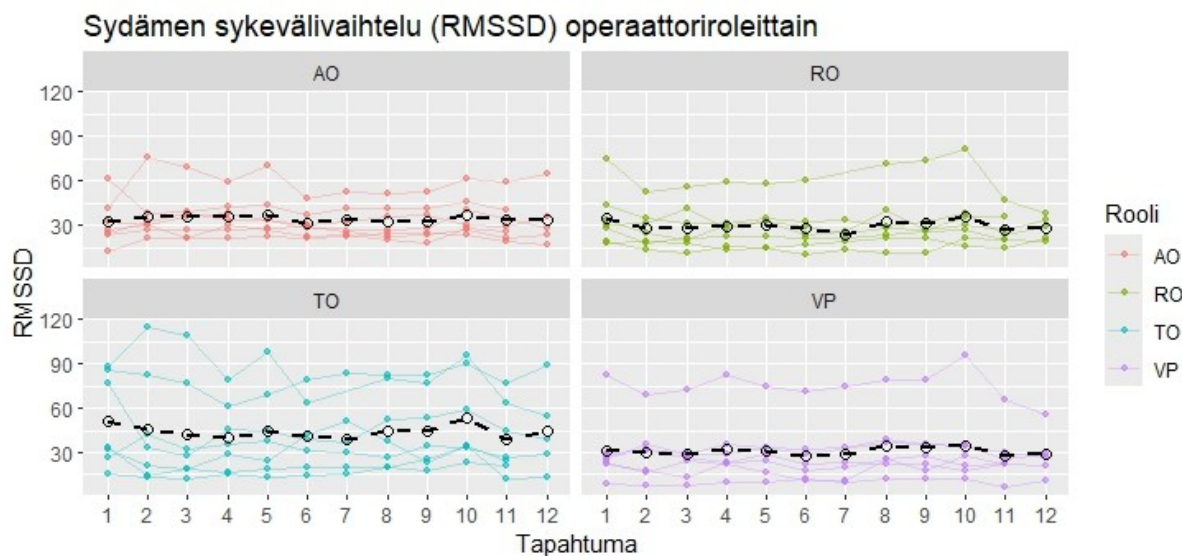 Sydämen sykevälivaihtelu (RMSSD) operaattoriroleittain
AO
RO
120
90
60
30
TO
VP
120
90
60
30
1 2 3 4 5 6 7 8 9 10 11 12
1 2 3 4 5 6 7 8 9 10 11 12
RMSSD
Tapahtuma
Rooli
AO
RO
TO
VP